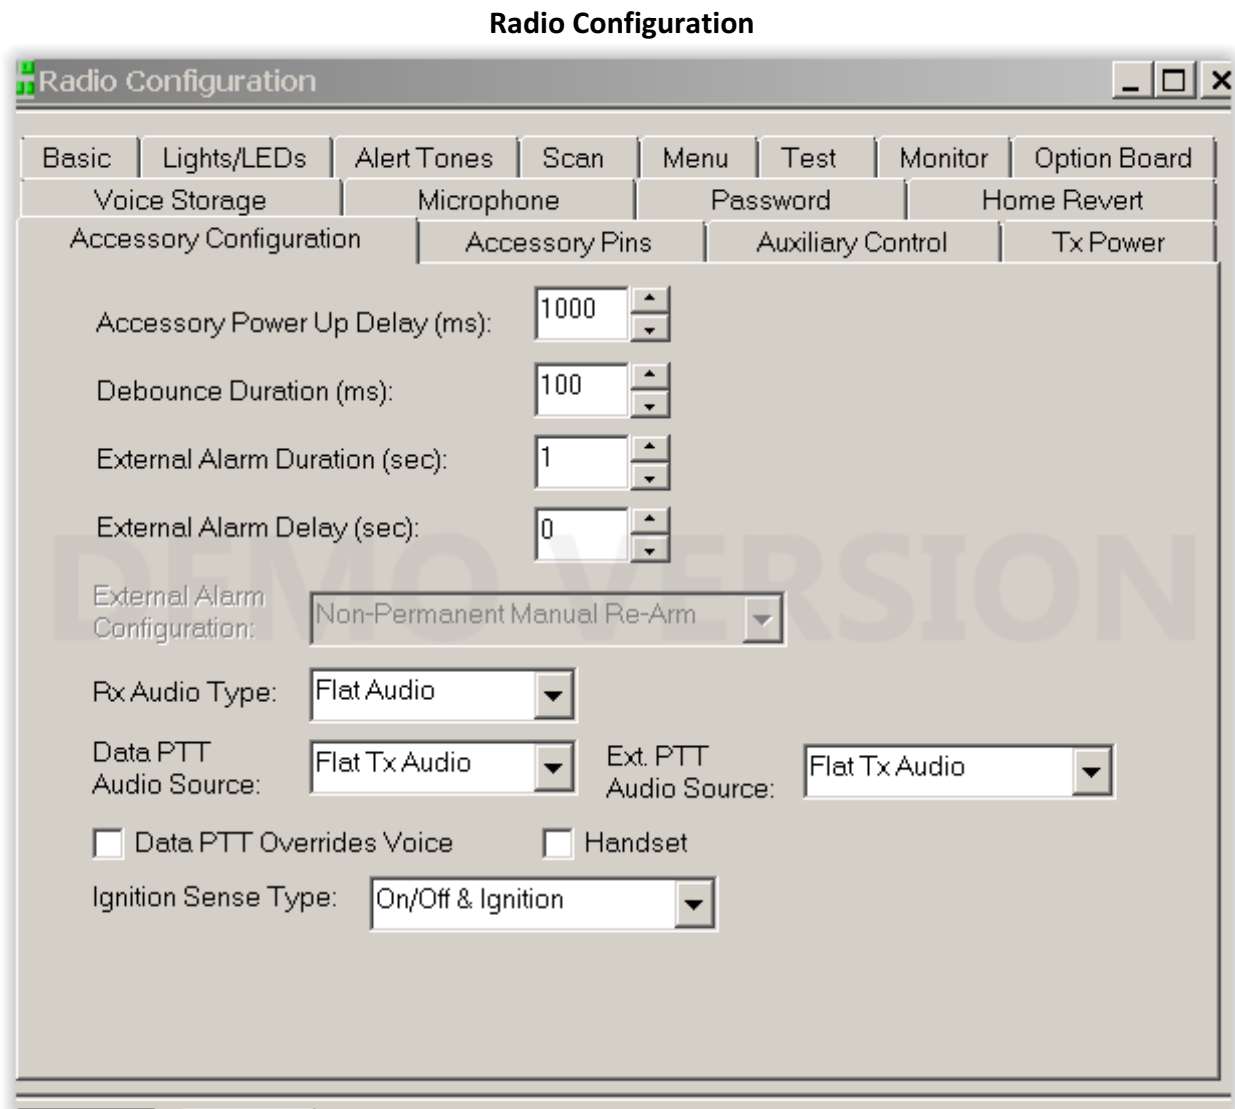 Radio Configuration
Radio Configuration
Basic Lights/LEDs Alert Tones Scan Menu Test Monitor Option Board
Voice Storage Microphone Password Home Revert
Accessory Configuration Accessory Pins Auxiliary Control Tx Power
Accessory Power Up Delay (ms): 1000
Debounce Duration (ms): 100
External Alarm Duration (sec): 1
External Alarm Delay (sec): 0
DEMO VERSION
External Alarm
Configuration: Non-Permanent Manual Re-Arm
Rx Audio Type: Flat Audio
Data PTT
Audio Source: Flat Tx Audio
Ext. PTT
Audio Source: Flat Tx Audio
Data PTT Overrides Voice Handset
Ignition Sense Type: On/Off & Ignition